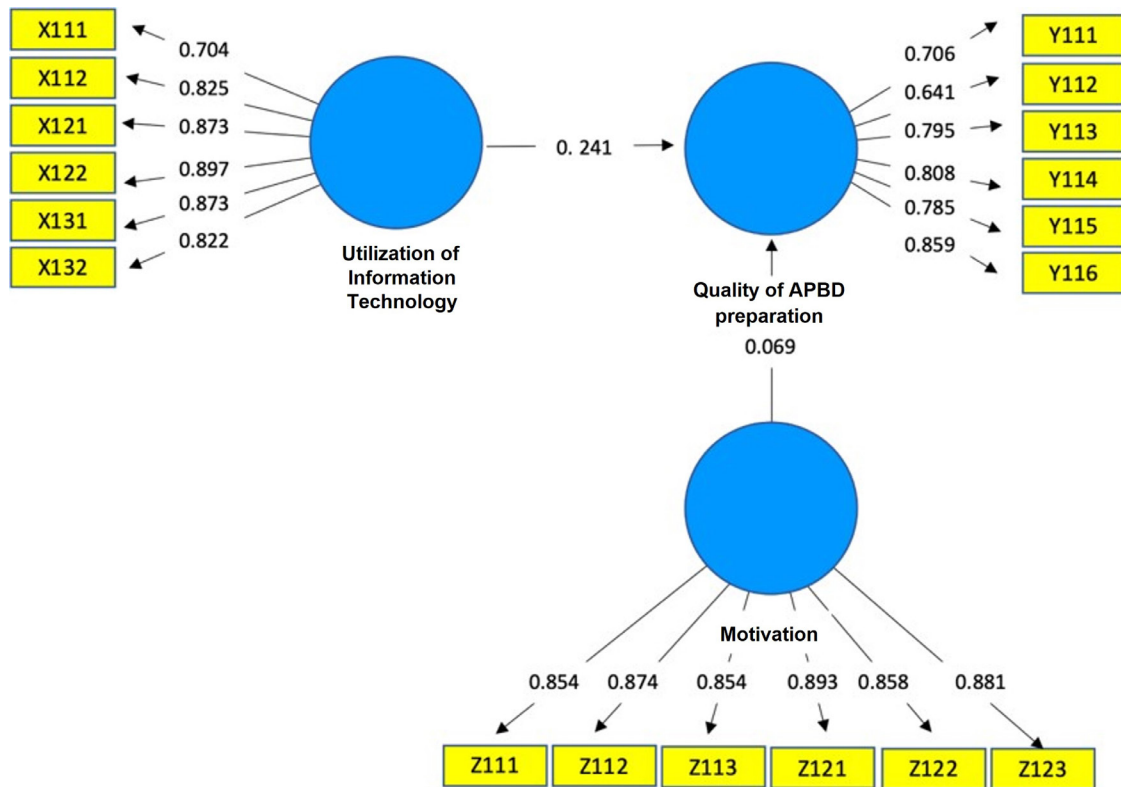 X111
X112
X121
X122
X131
X132
0.704
0.825
0.873
0.897
0.873
0.822
Utilization of
Information
Technology
0. 241
0.706
0.641
0.795
0.808
0.785
0.859
Y111
Y112
Y113
Y114
Y115
Y116
Quality of APBD
preparation
0.069
Motivation
0.854 0.874 0.854 0.893 0.858 0.881
Z111 Z112 Z113 Z121 Z122 Z123